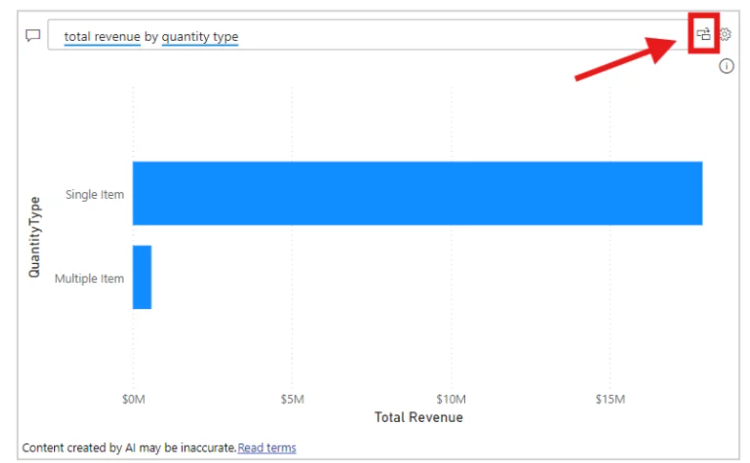 total revenue by quantity type
QuantityType
Single Item
Multiple Item
$0M $5M $10M $15M
Total Revenue
Content created by AI may be inaccurate. Read terms